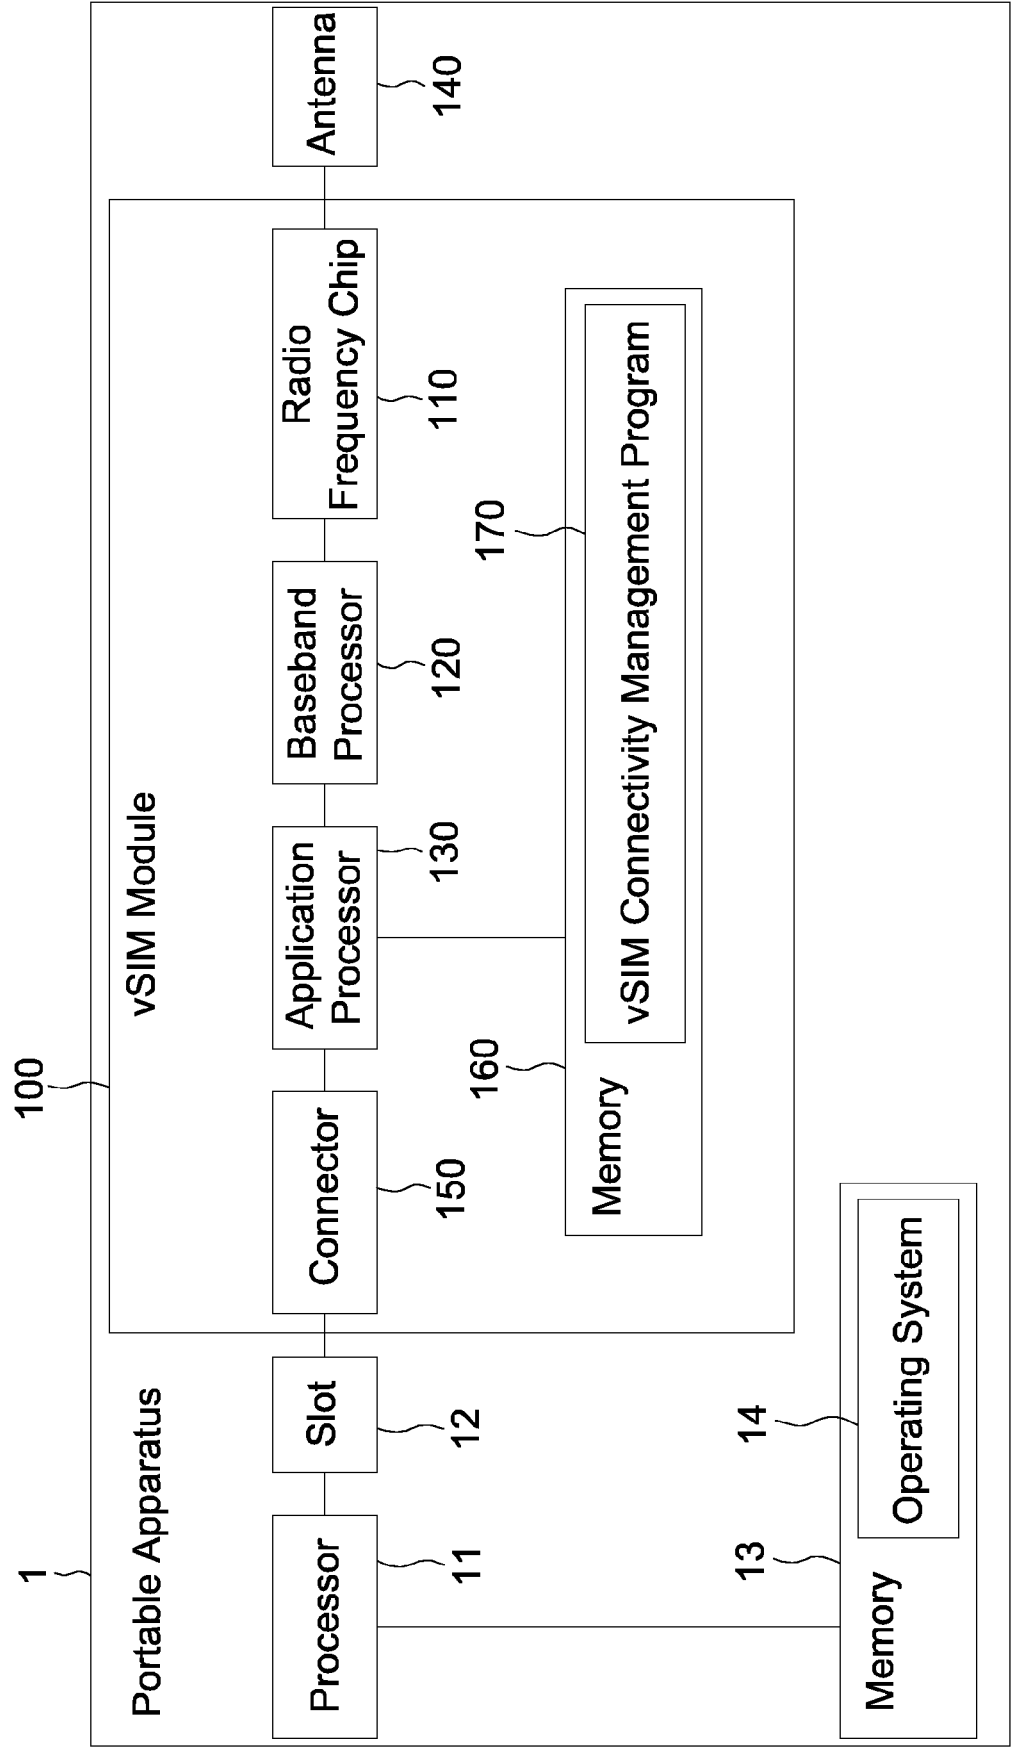 1
Portable Apparatus
100
vSIM Module
Processor
11
Slot
12
Connector
150
Application
Processor
130
Baseband
Processor
120
Radio
Frequency Chip
110
Antenna
140
160
Memory
170
vSIM Connectivity Management Program
13
Memory
14
Operating System